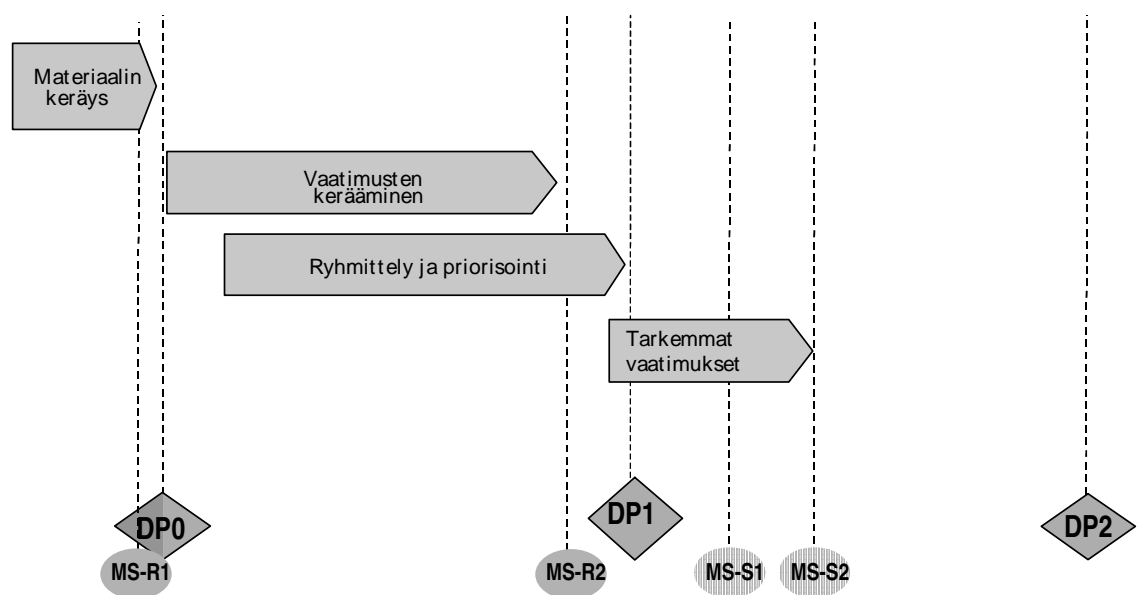 Materiaalin
keräys
Vaatimusten
kerääminen
Ryhmittely ja priorisointi
Tarkemmat
vaatimukset
DP0
DP1
DP2
MS-R1
MS-R2
MS-S1
MS-S2